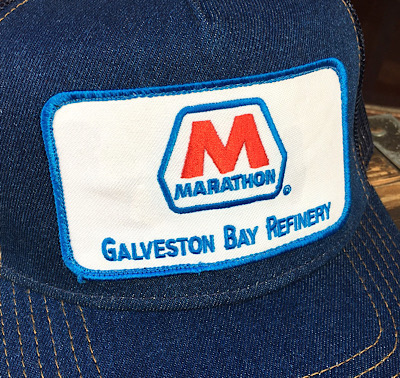 M
MARATHON®
GALVESTON BAY REFINERY